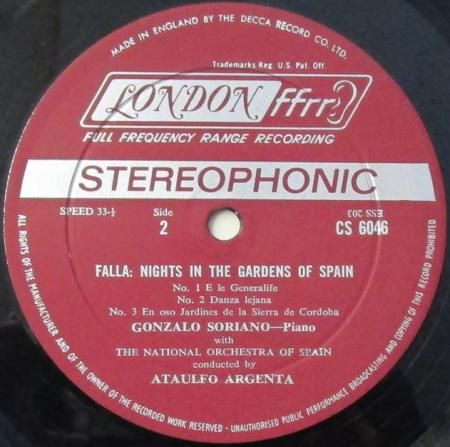 MADE IN ENGLAND BY THE DECCA RECORD CO. LTD.
Trademarks Reg. U.S. Pat. Off.
LONDON ffrr
FULL FREQUENCY RANGE RECORDING
STEREOPHONIC
SPEED 33-⅓ Side ESS 203
2 CS 6046
FALLA: NIGHTS IN THE GARDENS OF SPAIN
No. 1 E le Generalife
No. 2 Danza lejana
No. 3 En oso Jardines de la Sierra de Cordoba
GONZALO SORIANO—Piano
with
THE NATIONAL ORCHESTRA OF SPAIN
conducted by
ATAULFO ARGENTA
ALL RIGHTS OF THE MANUFACTURER AND OF THE OWNER OF THE RECORDED WORK RESERVED · UNAUTHORISED PUBLIC PERFORMANCE BROADCASTING AND COPYING OF THIS RECORD PROHIBITED